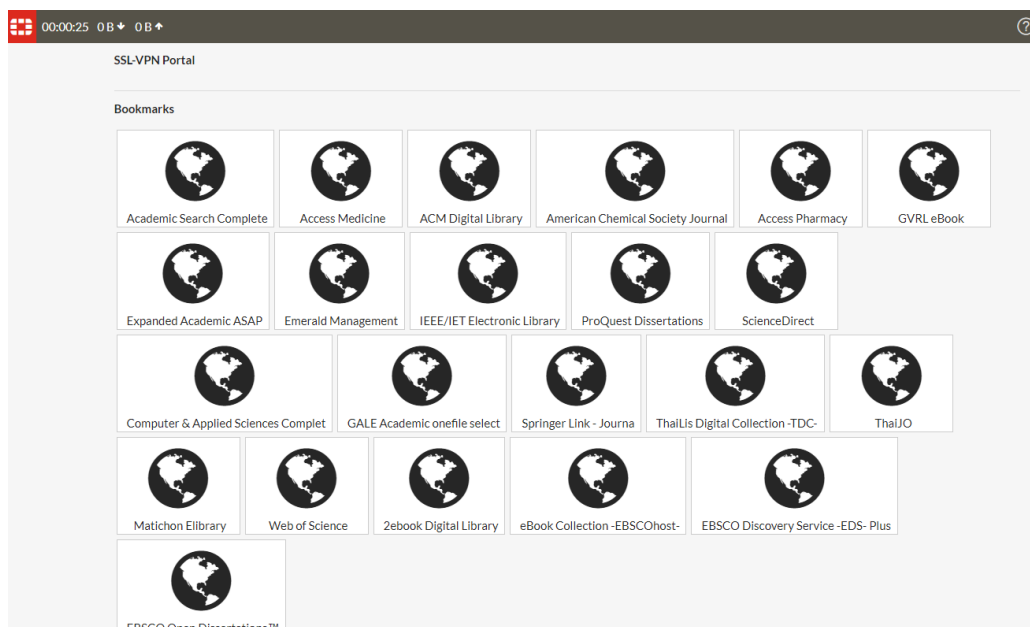 00:00:25 0 B 0 B
SSL-VPN Portal
Bookmarks
Academic Search Complete
Access Medicine
ACM Digital Library
American Chemical Society Journal
Access Pharmacy
GVRL eBook
Expanded Academic ASAP
Emerald Management
IEEE/IET Electronic Library
ProQuest Dissertations
ScienceDirect
Computer & Applied Sciences Complet
GALE Academic onefile select
Springer Link - Journa
ThaiLis Digital Collection -TDC-
ThaiJO
Matichon Elibrary
Web of Science
2ebook Digital Library
eBook Collection -EBSCOhost-
EBSCO Discovery Service -EDS- Plus
EBSCO Open Dissertations™